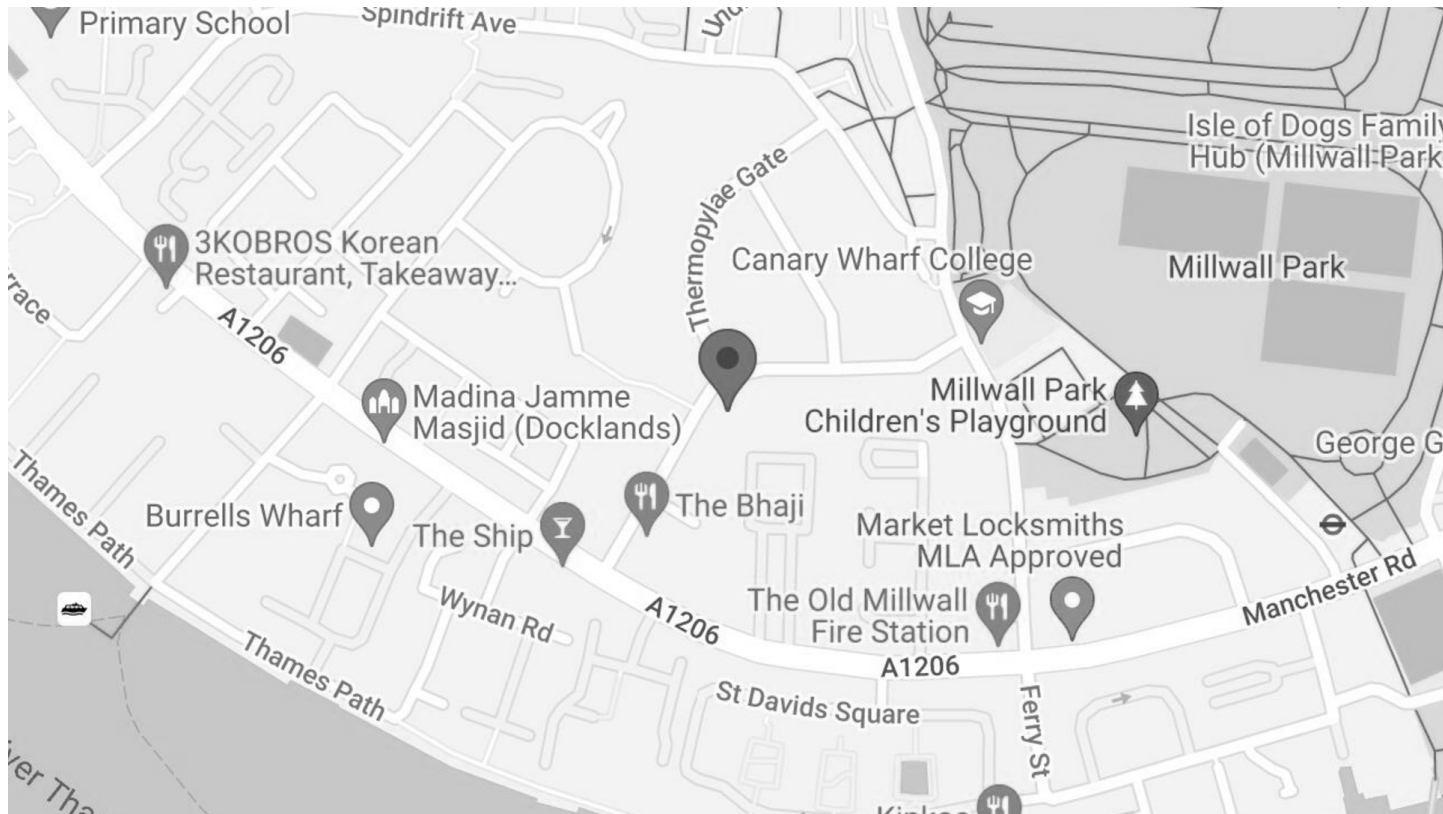 Primary School
Spindrift Ave
Und
Isle of Dogs Family
Hub (Millwall Park
Thermopylae Gate
3KOBROS Korean
Restaurant, Takeaway...
Canary Wharf College
Millwall Park
rrace
A1206
Madina Jamme
Masjid (Docklands)
Millwall Park
Children's Playground
George G
Thames Path
Burrells Wharf
The Ship
The Bhaji
Market Locksmiths
MLA Approved
Wynan Rd
A1206
The Old Millwall
Fire Station
Manchester Rd
A1206
Thames Path
St Davids Square
Ferry St
ver Tha